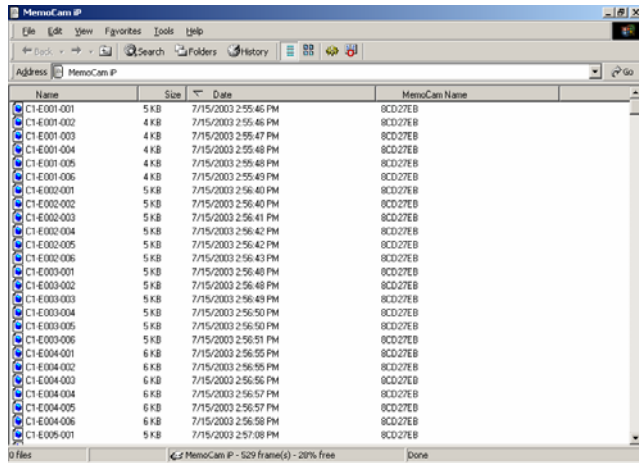 MemoCam iP
File Edit View Favorites Tools Help
Back Search Folders History
Address MemoCam iP Go
Name Size Date MemoCam Name
C1-E001-001 5 KB 7/15/2003 2:55:46 PM 8CD27EB
C1-E001-002 4 KB 7/15/2003 2:55:46 PM 8CD27EB
C1-E001-003 4 KB 7/15/2003 2:55:47 PM 8CD27EB
C1-E001-004 4 KB 7/15/2003 2:55:48 PM 8CD27EB
C1-E001-005 4 KB 7/15/2003 2:55:48 PM 8CD27EB
C1-E001-006 4 KB 7/15/2003 2:55:49 PM 8CD27EB
C1-E002-001 5 KB 7/15/2003 2:56:40 PM 8CD27EB
C1-E002-002 5 KB 7/15/2003 2:56:40 PM 8CD27EB
C1-E002-003 5 KB 7/15/2003 2:56:41 PM 8CD27EB
C1-E002-004 5 KB 7/15/2003 2:56:42 PM 8CD27EB
C1-E002-005 5 KB 7/15/2003 2:56:42 PM 8CD27EB
C1-E002-006 5 KB 7/15/2003 2:56:43 PM 8CD27EB
C1-E003-001 5 KB 7/15/2003 2:56:48 PM 8CD27EB
C1-E003-002 5 KB 7/15/2003 2:56:48 PM 8CD27EB
C1-E003-003 5 KB 7/15/2003 2:56:49 PM 8CD27EB
C1-E003-004 5 KB 7/15/2003 2:56:50 PM 8CD27EB
C1-E003-005 5 KB 7/15/2003 2:56:50 PM 8CD27EB
C1-E003-006 5 KB 7/15/2003 2:56:51 PM 8CD27EB
C1-E004-001 6 KB 7/15/2003 2:56:55 PM 8CD27EB
C1-E004-002 6 KB 7/15/2003 2:56:55 PM 8CD27EB
C1-E004-003 6 KB 7/15/2003 2:56:56 PM 8CD27EB
C1-E004-004 6 KB 7/15/2003 2:56:57 PM 8CD27EB
C1-E004-005 6 KB 7/15/2003 2:56:57 PM 8CD27EB
C1-E004-006 6 KB 7/15/2003 2:56:58 PM 8CD27EB
C1-E005-001 5 KB 7/15/2003 2:57:08 PM 8CD27EB
0 files MemoCam iP - 529 frame(s) - 28% free Done